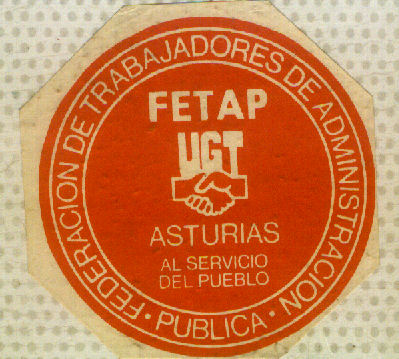 FEDERACION DE TRABAJADORES DE ADMINISTRACION
· PUBLICA ·
FETAP
UGT
ASTURIAS
AL SERVICIO
DEL PUEBLO